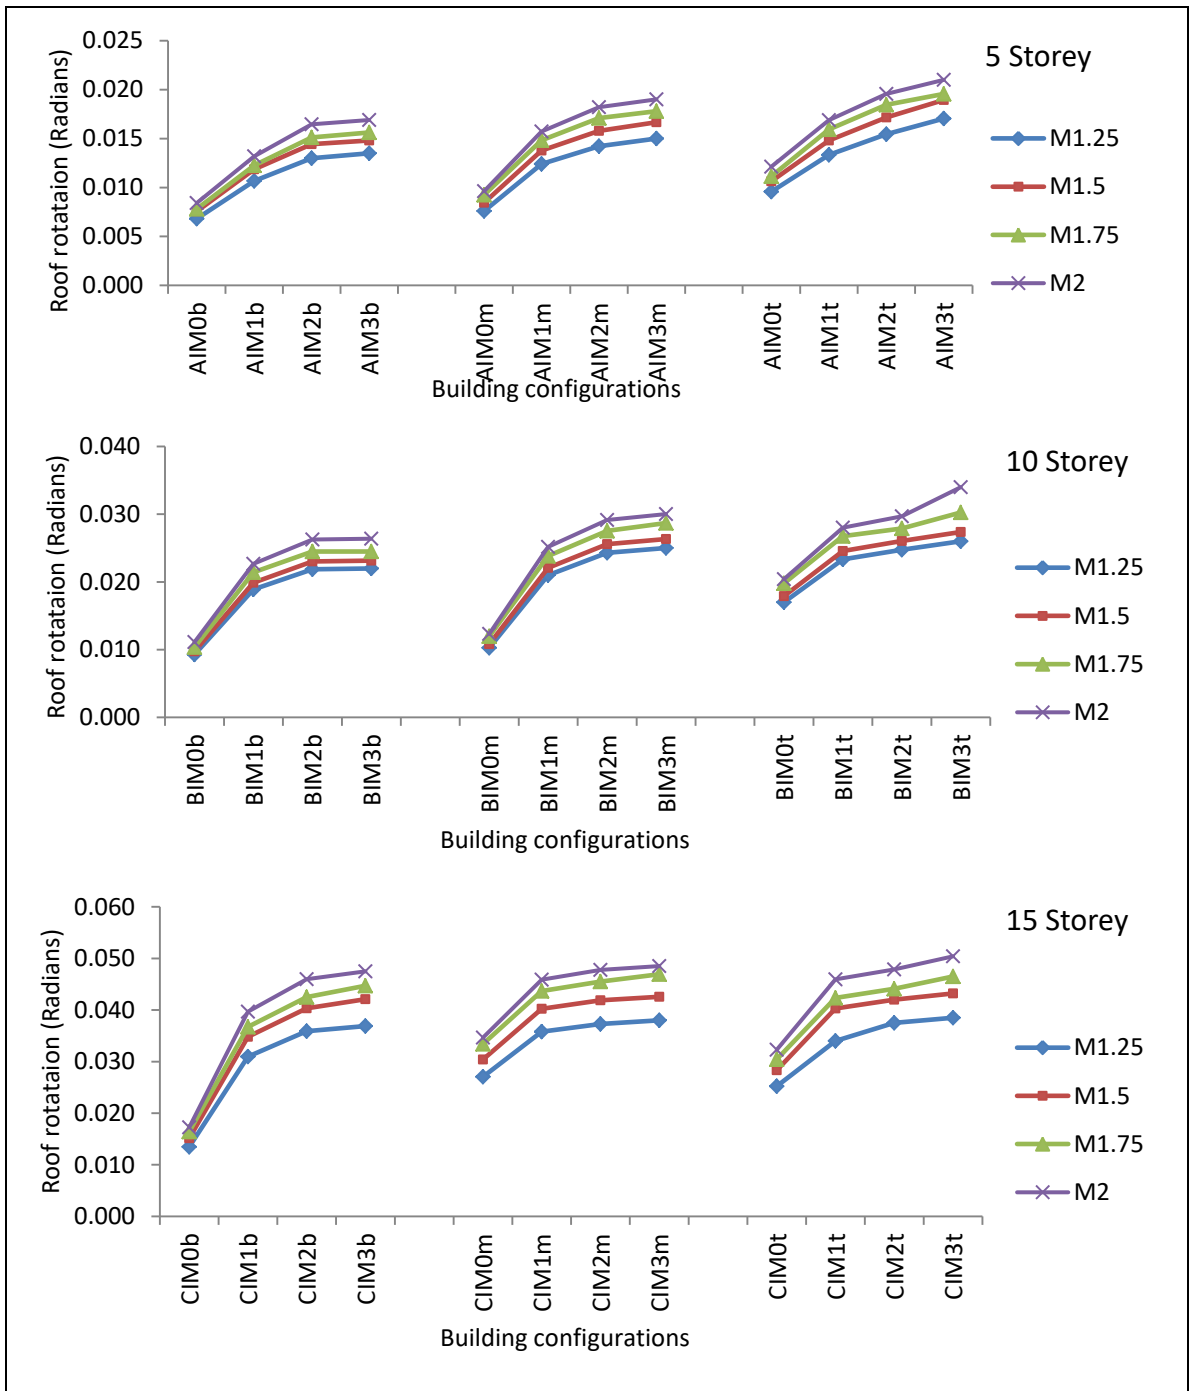 5 Storey
Roof rotataion (Radians)
0.025
0.020
0.015
0.010
0.005
0.000
AIM0b
AIM1b
AIM2b
AIM3b
AIM0m
AIM1m
AIM2m
AIM3m
AIM0t
AIM1t
AIM2t
AIM3t
Building configurations
M1.25
M1.5
M1.75
M2
10 Storey
Roof rotataion (Radians)
0.040
0.030
0.020
0.010
0.000
BIM0b
BIM1b
BIM2b
BIM3b
BIM0m
BIM1m
BIM2m
BIM3m
BIM0t
BIM1t
BIM2t
BIM3t
Building configurations
M1.25
M1.5
M1.75
M2
15 Storey
Roof rotataion (Radians)
0.060
0.050
0.040
0.030
0.020
0.010
0.000
CIM0b
CIM1b
CIM2b
CIM3b
CIM0m
CIM1m
CIM2m
CIM3m
CIM0t
CIM1t
CIM2t
CIM3t
Building configurations
M1.25
M1.5
M1.75
M2